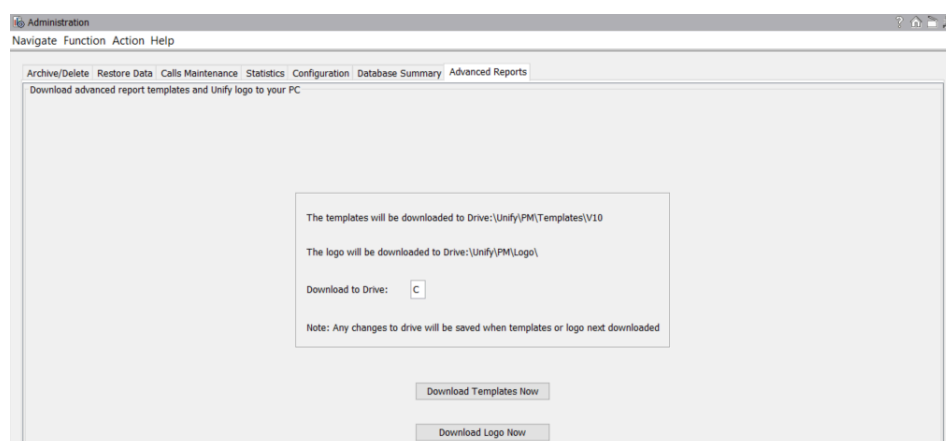 Administration
?
Navigate Function Action Help
Archive/Delete Restore Data Calls Maintenance Statistics Configuration Database Summary Advanced Reports
Download advanced report templates and Unify logo to your PC
The templates will be downloaded to Drive:\Unify\PM\Templates\V10
The logo will be downloaded to Drive:\Unify\PM\Logo\
Download to Drive: C
Note: Any changes to drive will be saved when templates or logo next downloaded
Download Templates Now
Download Logo Now